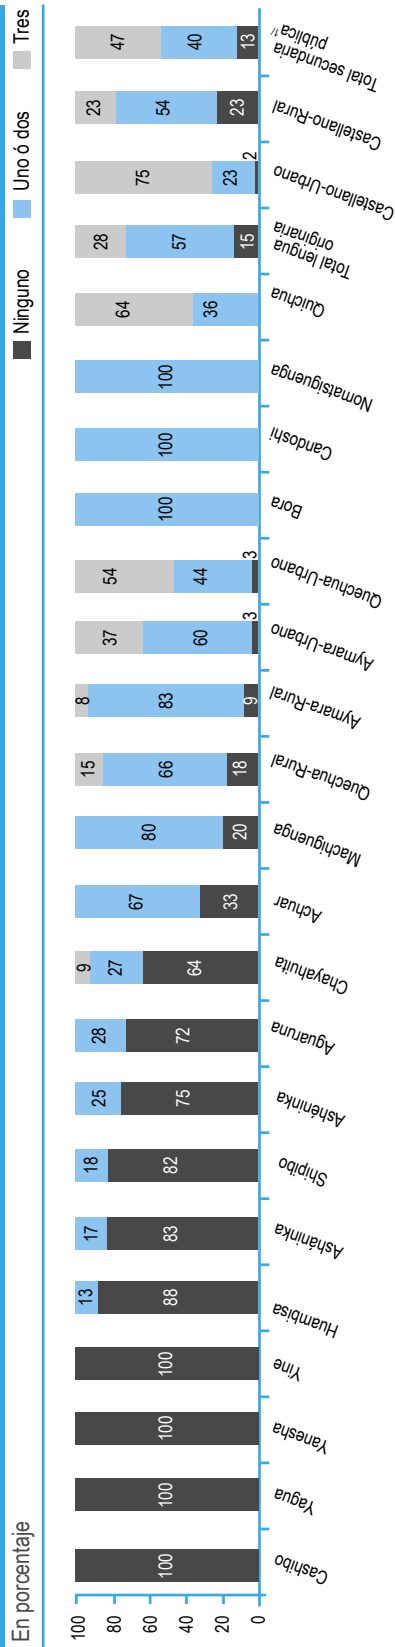 En porcentaje
Ninguno Uno ó dos Tres
100
80
60
40
20
0
100 100 100 100 13 88 17 83 18 82 25 75 28 72 9 27 64 67 33 80 20 15 66 18 8 83 9 37 60 3 54 44 3 100 100 100 64 36 28 57 15 75 23 2 23 54 23 47 40 13
Cashibo
Yagua
Yanesha
Yine
Huambisa
Asháninka
Shipibo
Ashéninka
Aguaruna
Chayahuita
Achuar
Machiguenga
Quechua-Rural
Aymara-Rural
Aymara-Urbano
Quechua-Urbano
Bora
Candoshi
Nomatsiguenga
Quichua
Total lengua
originaria
Castellano-Urbano
Castellano-Rural
Total secundaria
pública 1/